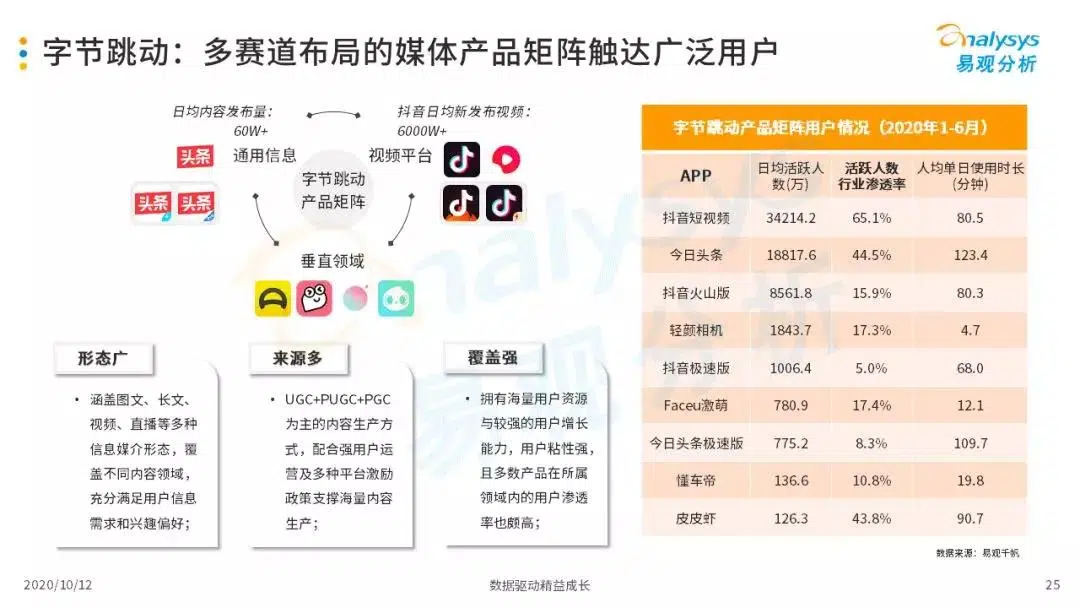 字节跳动：多赛道布局的媒体产品矩阵触达广泛用户
analysys
易观分析
日均内容发布量：
60W+
抖音日均新发布视频：
6000W+
头条
通用信息
视频平台
字节跳动
产品矩阵
头条
头条
垂直领域
形态广
• 涵盖图文、长文、
视频、直播等多种
信息媒介形态，覆
盖不同内容领域，
充分满足用户信息
需求和兴趣偏好；
来源多
• UGC+PUGC+PGC
为主的内容生产方
式，配合强用户运
营及多种平台激励
政策支撑海量内容
生产；
覆盖强
• 拥有海量用户资源
与较强的用户增长
能力，用户粘性强，
且多数产品在所属
领域内的用户渗透
率也颇高；
字节跳动产品矩阵用户情况（2020年1-6月）
APP 日均活跃人数(万) 活跃人数行业渗透率 人均单日使用时长(分钟)
抖音短视频 34214.2 65.1% 80.5
今日头条 18817.6 44.5% 123.4
抖音火山版 8561.8 15.9% 80.3
轻颜相机 1843.7 17.3% 4.7
抖音极速版 1006.4 5.0% 68.0
Faceu激萌 780.9 17.4% 12.1
今日头条极速版 775.2 8.3% 109.7
懂车帝 136.6 10.8% 19.8
皮皮虾 126.3 43.8% 90.7
数据来源：易观千帆
2020/10/12
数据驱动精益成长
25
analysys
易观分析